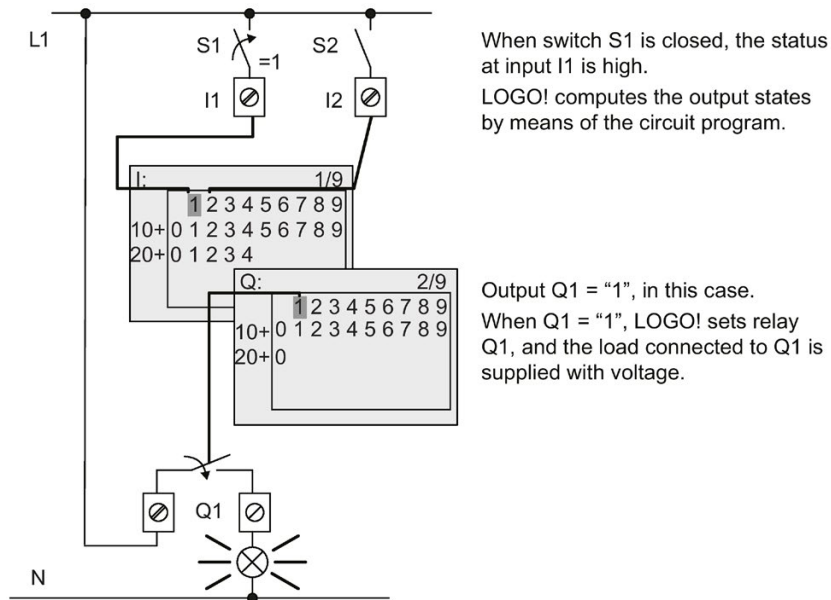 L1
S1
=1
S2
I1
I2
When switch S1 is closed, the status
at input I1 is high.
LOGO! computes the output states
by means of the circuit program.
I: 1/9
1 2 3 4 5 6 7 8 9
10+ 0 1 2 3 4 5 6 7 8 9
20+ 0 1 2 3 4
Q: 2/9
1 2 3 4 5 6 7 8 9
10+ 0 1 2 3 4 5 6 7 8 9
20+ 0
Output Q1 = “1”, in this case.
When Q1 = “1”, LOGO! sets relay
Q1, and the load connected to Q1 is
supplied with voltage.
Q1
N